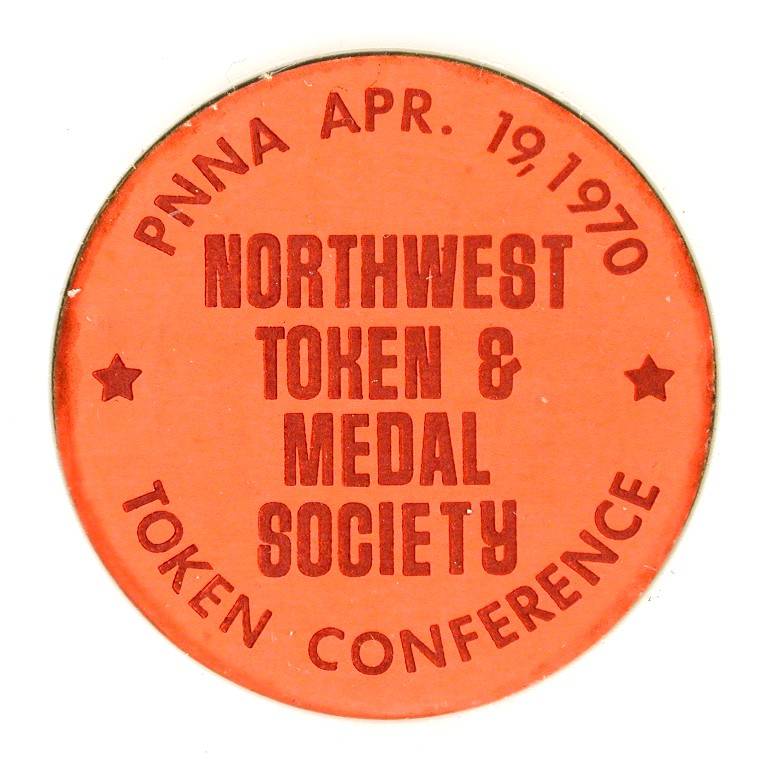 PNNA APR. 19, 1970
NORTHWEST
TOKEN &
MEDAL
SOCIETY
TOKEN CONFERENCE